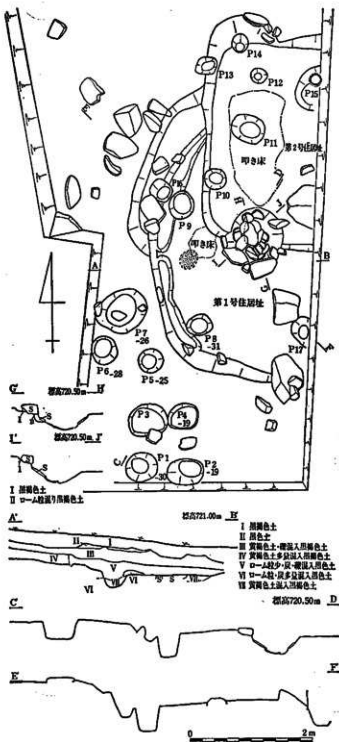 P14
P13
P12
P15
P11
第2号住居址
叩き床
P10
P16
P9
叩き床
B
A
第1号住居址
P7
-26
P8
-31
P17
P6-28
P5-25
G' 標高720.50m H'
P3
P4
-19
I' 標高720.50m J'
P1
-30
P2
-19
I 黒褐色土
II ローム粒混り黒褐色土
A' 標高721.00m B'
I 黒褐色土
II 黒色土
III 黄褐色土・礫混入黒褐色土
IV 黄褐色土多量混入黒褐色土
V ローム粒少・炭・礫混入黒色土
VI ローム粒・炭多混入黒色土
VII 黄褐色土混入黒褐色土
C' 標高720.50m D
E' F'
0 2m